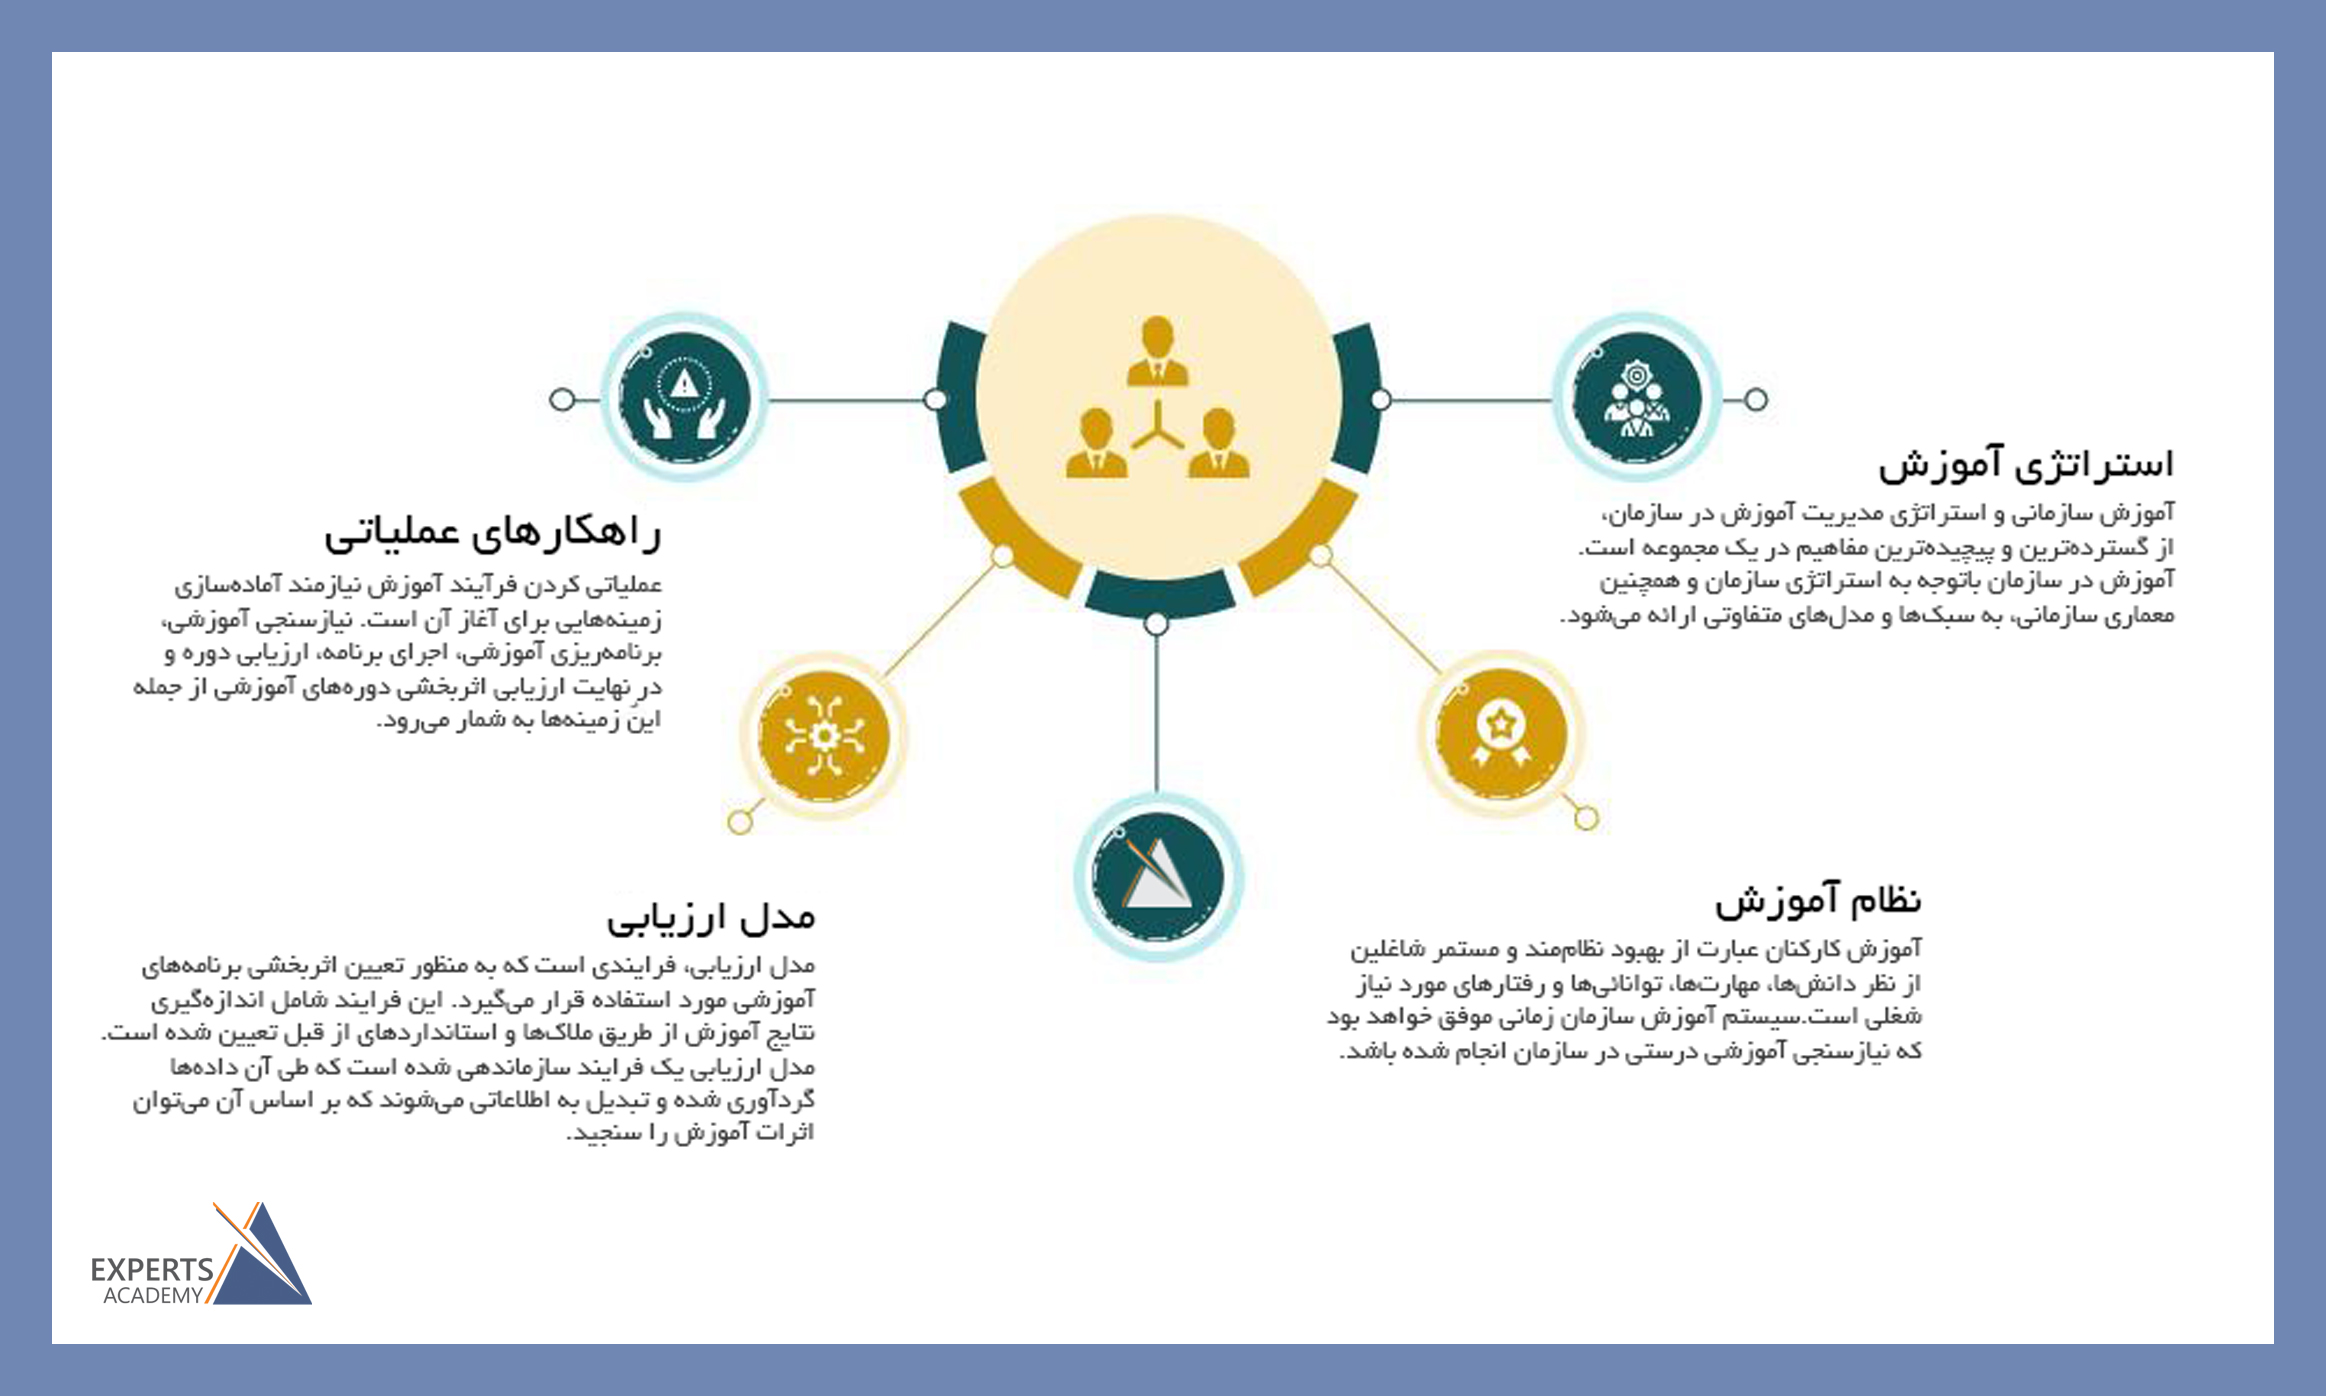 استراتژی آموزش
آموزش سازمانی و استراتژی مدیریت آموزش در سازمان،
از گسترده‌ترین و پیچیده‌ترین مفاهیم در یک مجموعه است.
آموزش در سازمان باتوجه به استراتژی سازمان و همچنین
معماری سازمانی، به سبک‌ها و مدل‌های متفاوتی ارائه می‌شود.
نظام آموزش
آموزش کارکنان عبارت از بهبود نظام‌مند و مستمر شاغلین
از نظر دانش‌ها، مهارت‌ها، توانائی‌ها و رفتارهای مورد نیاز
شغلی است.سیستم آموزش سازمان زمانی موفق خواهد بود
که نیازسنجی آموزشی درستی در سازمان انجام شده باشد.
راهکارهای عملیاتی
عملیاتی کردن فرآیند آموزش نیازمند آماده‌سازی
زمینه‌هایی برای آغاز آن است. نیازسنجی آموزشی،
برنامه‌ریزی آموزشی، اجرای برنامه، ارزیابی دوره و
در نهایت ارزیابی اثربخشی دوره‌های آموزشی از جمله
این زمینه‌ها به شمار می‌رود.
مدل ارزیابی
مدل ارزیابی، فرایندی است که به منظور تعیین اثربخشی برنامه‌های
آموزشی مورد استفاده قرار می‌گیرد. این فرایند شامل اندازه‌گیری
نتایج آموزش از طریق ملاک‌ها و استانداردهای از قبل تعیین شده است.
مدل ارزیابی یک فرایند سازماندهی شده است که طی آن داده‌ها
گردآوری شده و تبدیل به اطلاعاتی می‌شوند که بر اساس آن می‌توان
اثرات آموزش را سنجید.
EXPERTS
ACADEMY